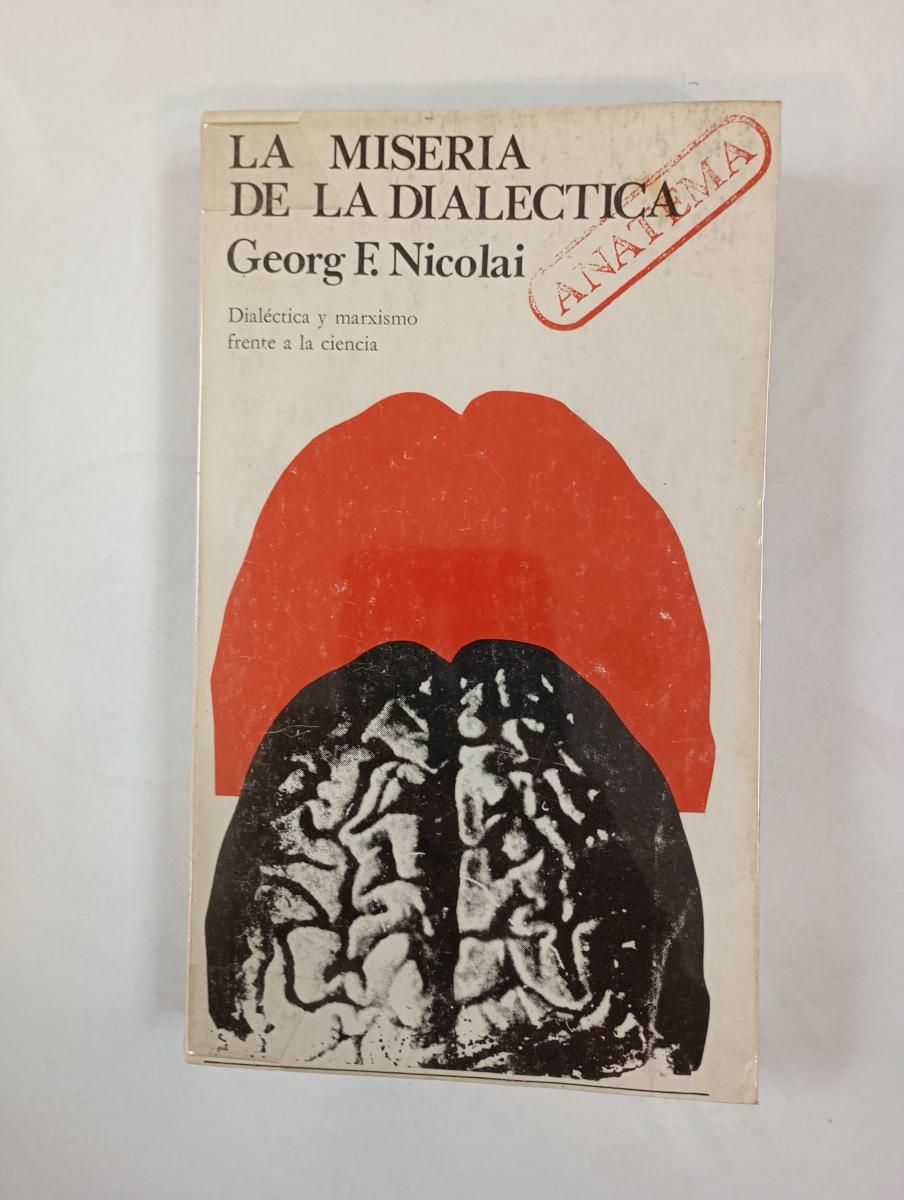 LA MISERIA
DE LA DIALECTICA
Georg F. Nicolai
ANATEMA
Dialéctica y marxismo
frente a la ciencia